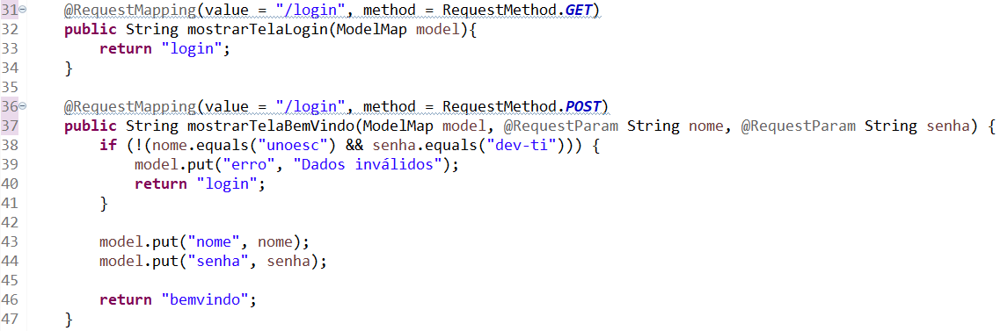 31 @RequestMapping(value = "/login", method = RequestMethod.GET)
32 public String mostrarTelaLogin(ModelMap model){
33 return "login";
34 }
35
36 @RequestMapping(value = "/login", method = RequestMethod.POST)
37 public String mostrarTelaBemVindo(ModelMap model, @RequestParam String nome, @RequestParam String senha) {
38 if (!(nome.equals("unoesc") && senha.equals("dev-ti"))) {
39 model.put("erro", "Dados inválidos");
40 return "login";
41 }
42
43 model.put("nome", nome);
44 model.put("senha", senha);
45
46 return "bemvindo";
47 }